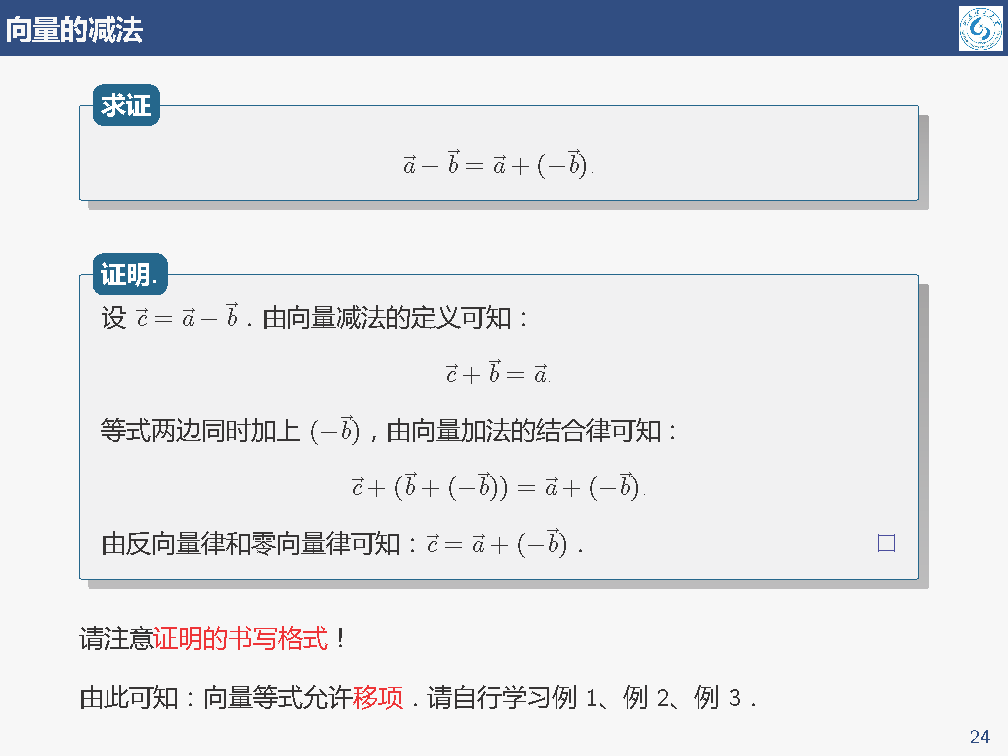 向量的减法
求证
$\vec{a} - \vec{b} = \vec{a} + (-\vec{b}).$
证明.
设 $\vec{c} = \vec{a} - \vec{b}$．由向量减法的定义可知：
$\vec{c} + \vec{b} = \vec{a}.$
等式两边同时加上 $(-\vec{b})$，由向量加法的结合律可知：
$\vec{c} + (\vec{b} + (-\vec{b})) = \vec{a} + (-\vec{b}).$
由反向量律和零向量律可知：$\vec{c} = \vec{a} + (-\vec{b})$． □
请注意证明的书写格式！
由此可知：向量等式允许移项．请自行学习例 1、例 2、例 3．
24